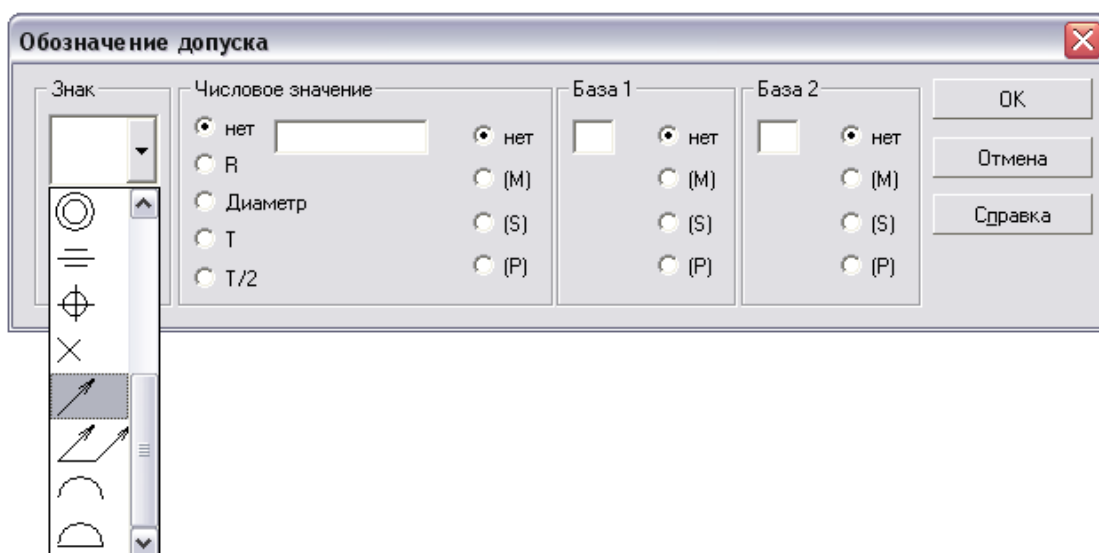 Обозначение допуска
Знак
Числовое значение
нет
R
Диаметр
T
T/2
нет
(M)
(S)
(P)
База 1
нет
(M)
(S)
(P)
База 2
нет
(M)
(S)
(P)
OK
Отмена
Справка